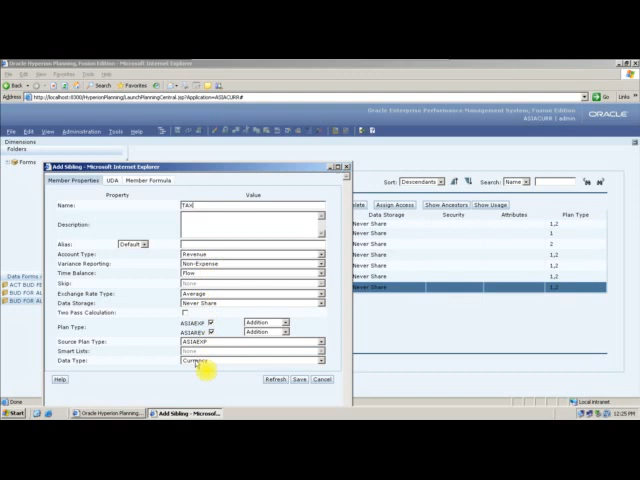 Oracle Hyperion Planning, Fusion Edition - Microsoft Internet Explorer
File Edit View Favorites Tools Help
Back Search Favorites
Address http://localhost:8300/HyperionPlanning/LaunchPlanningCentral.jsp?Application=ASIACURR# Go Links
Oracle Enterprise Performance Management System, Fusion Edition
ASIACURR | admin ORACLE
File Edit View Administration Tools Help
Dimensions
Folders
Forms
Add Sibling - Microsoft Internet Explorer
Member Properties UDA Member Formula
Property Value
Name: TAX
Description:
Alias: Default
Account Type: Revenue
Variance Reporting: Non-Expense
Time Balance: Flow
Skip: None
Exchange Rate Type: Average
Data Storage: Never Share
Two Pass Calculation:
Plan Type: ASIAEXP Addition
ASIAREV Addition
Source Plan Type: ASIAEXP
Smart Lists: None
Data Type: Currency
Help Refresh Save Cancel
Sort: Descendants Search: Name
Assign Access Show Ancestors Show Usage
Data Storage Security Attributes Plan Type
Never Share 1,2
Never Share 1
Never Share 2
Never Share 1,2
Never Share 1,2
Never Share 1,2
Data Forms
ACT BUD
BUD FOR
BUD FOR
Done Local intranet
Start Oracle Hyperion Planning... Add Sibling - Microsof... 12:25 PM